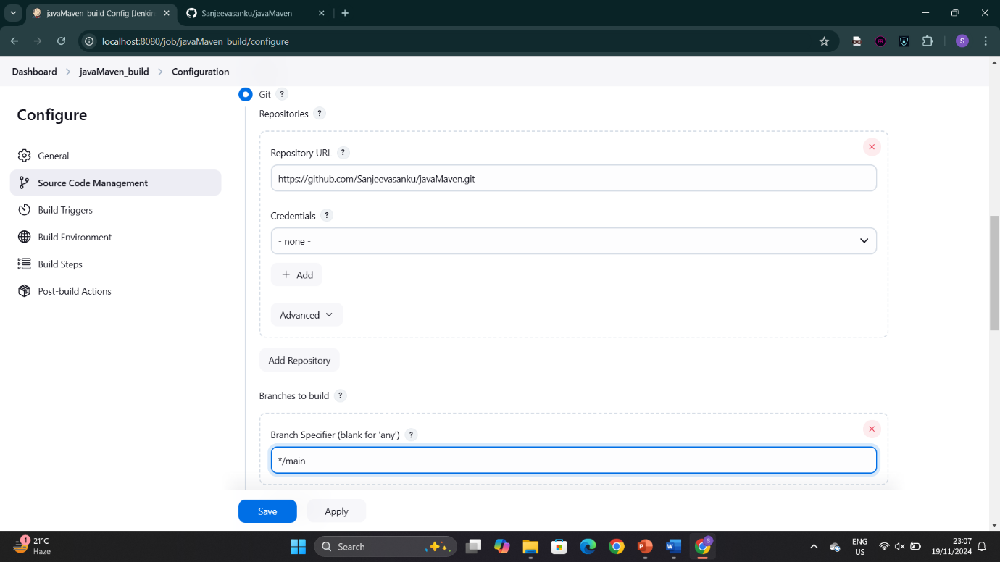 javaMaven_build Config [Jenkin
Sanjeevasanku/javaMaven
localhost:8080/job/javaMaven_build/configure
S
Dashboard > javaMaven_build > Configuration
Configure
General
Source Code Management
Build Triggers
Build Environment
Build Steps
Post-build Actions
Git ?
Repositories ?
Repository URL ?
https://github.com/Sanjeevasanku/javaMaven.git
Credentials ?
- none -
+ Add
Advanced
Add Repository
Branches to build ?
Branch Specifier (blank for 'any') ?
*/main
Save
Apply
1
21°C
Haze
Search
ENG
US
23:07
19/11/2024